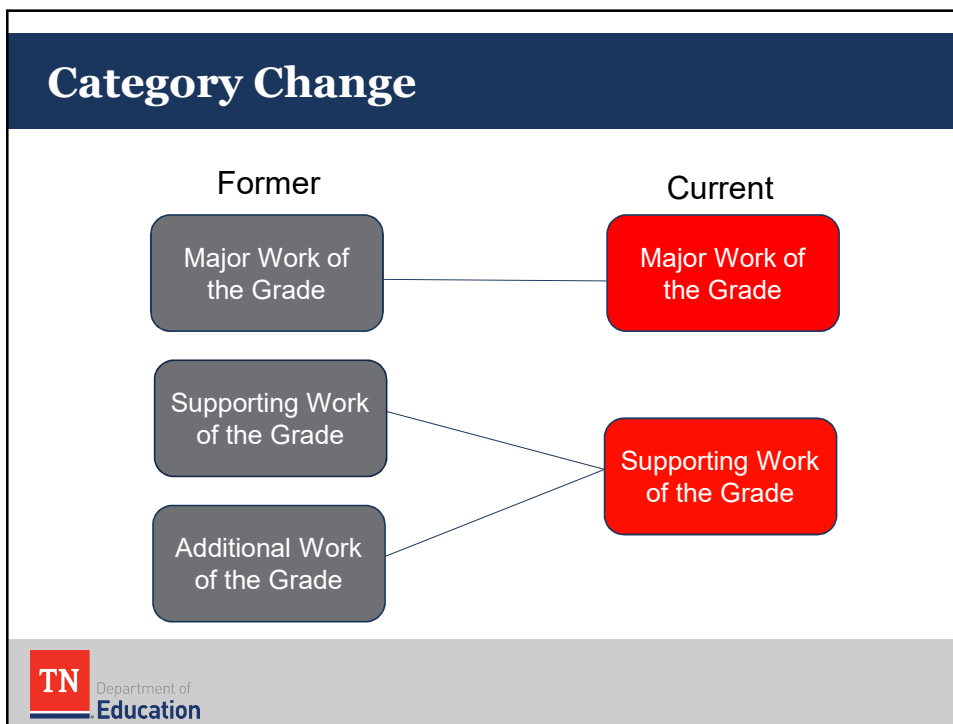 Category Change
Former
Current
Major Work of
the Grade
Major Work of
the Grade
Supporting Work
of the Grade
Supporting Work
of the Grade
Additional Work
of the Grade
TN
Department of
Education